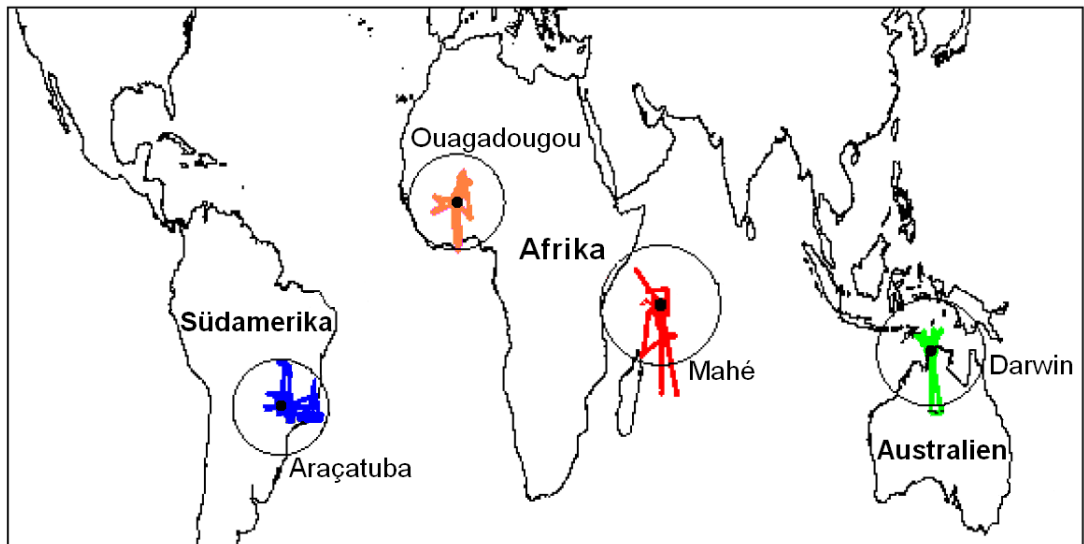 Ouagadougou
Afrika
Südamerika
Mahé
Darwin
Australien
Araçatuba